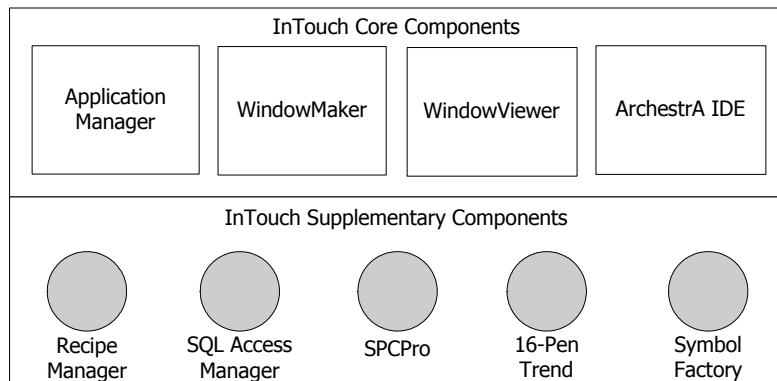 InTouch Core Components
Application
Manager
WindowMaker
WindowViewer
ArchestrA IDE
InTouch Supplementary Components
Recipe
Manager
SQL Access
Manager
SPCPro
16-Pen
Trend
Symbol
Factory